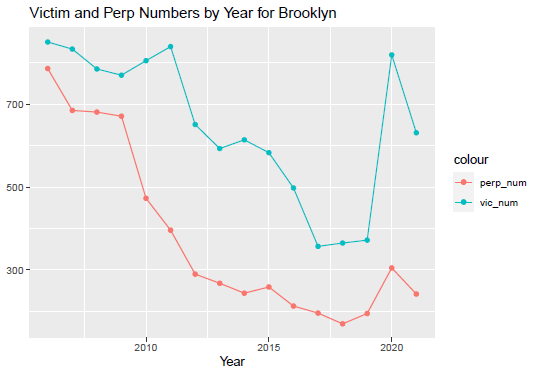 Victim and Perp Numbers by Year for Brooklyn
700
500
300
2010
2015
2020
Year
colour
perp_num
vic_num